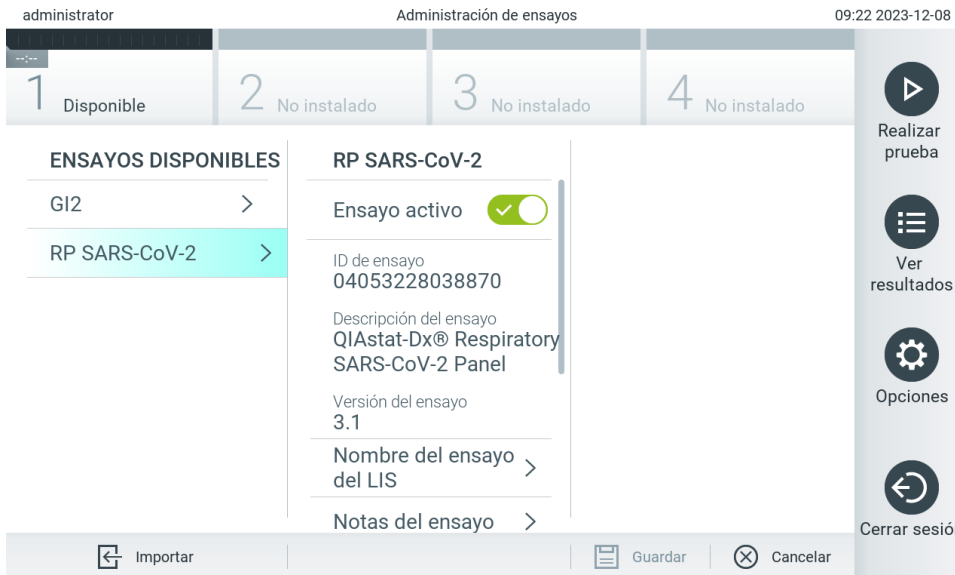 administrator
Administración de ensayos
09:22 2023-12-08
--:--
1 Disponible
2 No instalado
3 No instalado
4 No instalado
ENSAYOS DISPONIBLES
GI2
RP SARS-CoV-2
RP SARS-CoV-2
Ensayo activo
ID de ensayo
04053228038870
Descripción del ensayo
QIAstat-Dx® Respiratory
SARS-CoV-2 Panel
Versión del ensayo
3.1
Nombre del ensayo
del LIS
Notas del ensayo
Realizar
prueba
Ver
resultados
Opciones
Cerrar sesió
Importar
Guardar
Cancelar